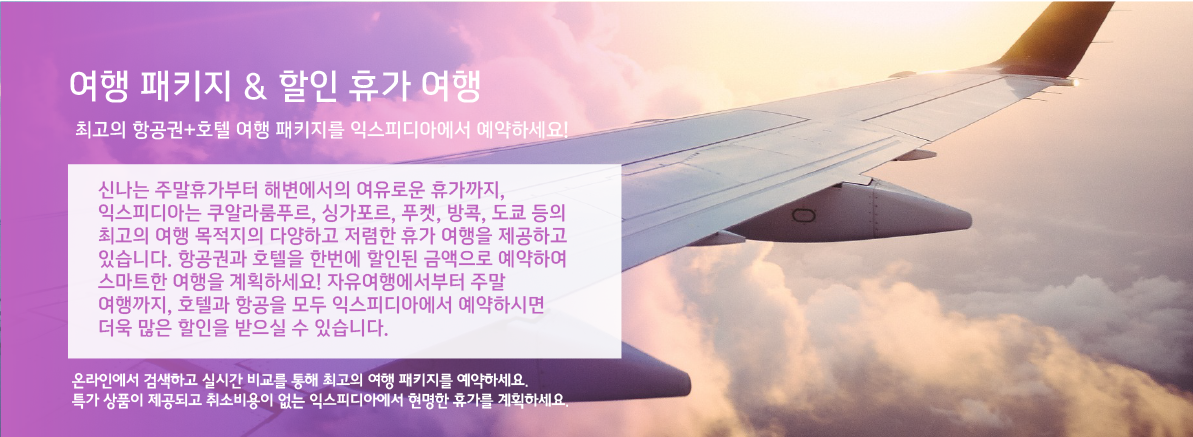 여행 패키지 & 할인 휴가 여행
최고의 항공권+호텔 여행 패키지를 익스피디아에서 예약하세요!
신나는 주말휴가부터 해변에서의 여유로운 휴가까지,
익스피디아는 쿠알라룸푸르, 싱가포르, 푸켓, 방콕, 도쿄 등의
최고의 여행 목적지의 다양하고 저렴한 휴가 여행을 제공하고
있습니다. 항공권과 호텔을 한번에 할인된 금액으로 예약하여
스마트한 여행을 계획하세요! 자유여행에서부터 주말
여행까지, 호텔과 항공을 모두 익스피디아에서 예약하시면
더욱 많은 할인을 받으실 수 있습니다.
온라인에서 검색하고 실시간 비교를 통해 최고의 여행 패키지를 예약하세요.
특가 상품이 제공되고 취소비용이 없는 익스피디아에서 현명한 휴가를 계획하세요.